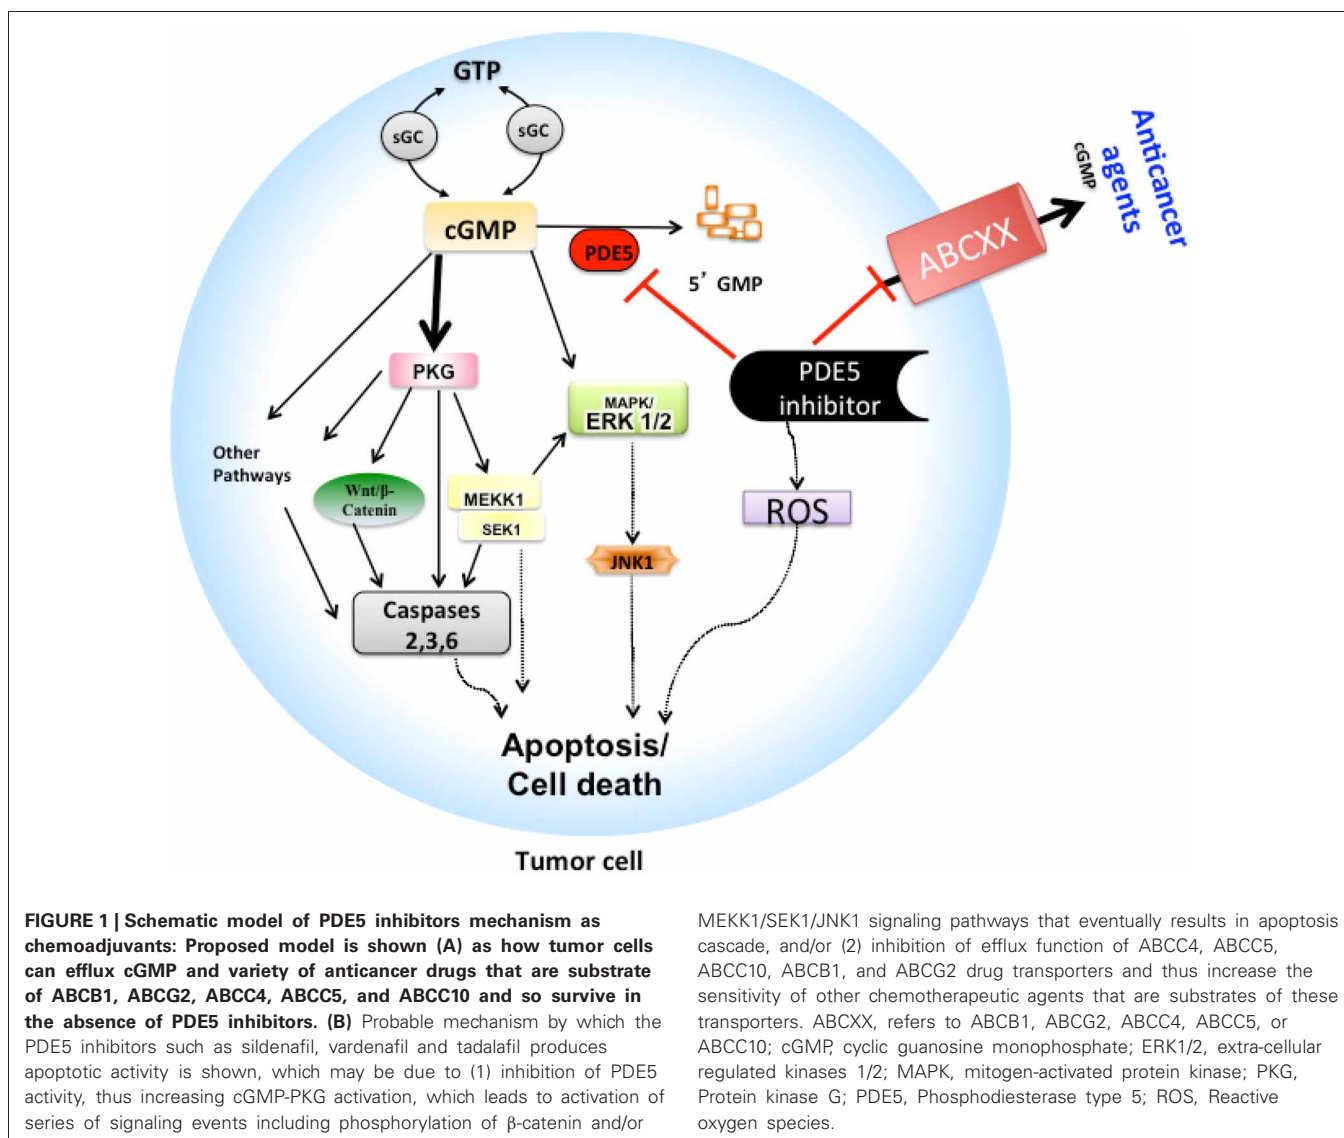 GTP
sGC
sGC
cGMP
PDE5
5’ GMP
ABCXX
cGMP
Anticancer
agents
PDE5
inhibitor
PKG
MAPK/
ERK 1/2
Other
Pathways
Wnt/β-
Catenin
MEKK1
SEK1
ROS
JNK1
Caspases
2,3,6
Apoptosis/
Cell death
Tumor cell
FIGURE 1 | Schematic model of PDE5 inhibitors mechanism as
chemoadjuvants: Proposed model is shown (A) as how tumor cells
can efflux cGMP and variety of anticancer drugs that are substrate
of ABCB1, ABCG2, ABCC4, ABCC5, and ABCC10 and so survive in
the absence of PDE5 inhibitors. (B) Probable mechanism by which the
PDE5 inhibitors such as sildenafil, vardenafil and tadalafil produces
apoptotic activity is shown, which may be due to (1) inhibition of PDE5
activity, thus increasing cGMP-PKG activation, which leads to activation of
series of signaling events including phosphorylation of β-catenin and/or
MEKK1/SEK1/JNK1 signaling pathways that eventually results in apoptosis
cascade, and/or (2) inhibition of efflux function of ABCC4, ABCC5,
ABCC10, ABCB1, and ABCG2 drug transporters and thus increase the
sensitivity of other chemotherapeutic agents that are substrates of these
transporters. ABCXX, refers to ABCB1, ABCG2, ABCC4, ABCC5, or
ABCC10; cGMP, cyclic guanosine monophosphate; ERK1/2, extra-cellular
regulated kinases 1/2; MAPK, mitogen-activated protein kinase; PKG,
Protein kinase G; PDE5, Phosphodiesterase type 5; ROS, Reactive
oxygen species.